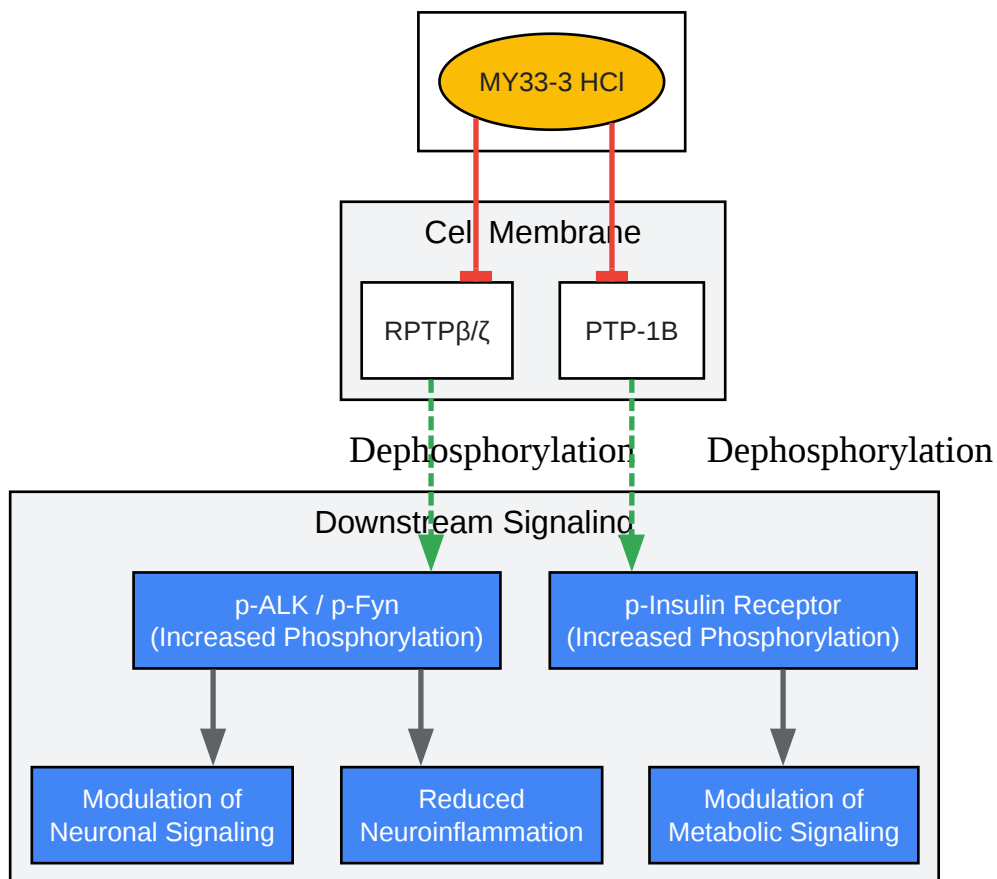 MY33-3 HCl
Cell Membrane
RPTPβ/ζ
PTP-1B
Dephosphorylation
Dephosphorylation
Downstream Signaling
p-ALK / p-Fyn
(Increased Phosphorylation)
p-Insulin Receptor
(Increased Phosphorylation)
Modulation of
Neuronal Signaling
Reduced
Neuroinflammation
Modulation of
Metabolic Signaling